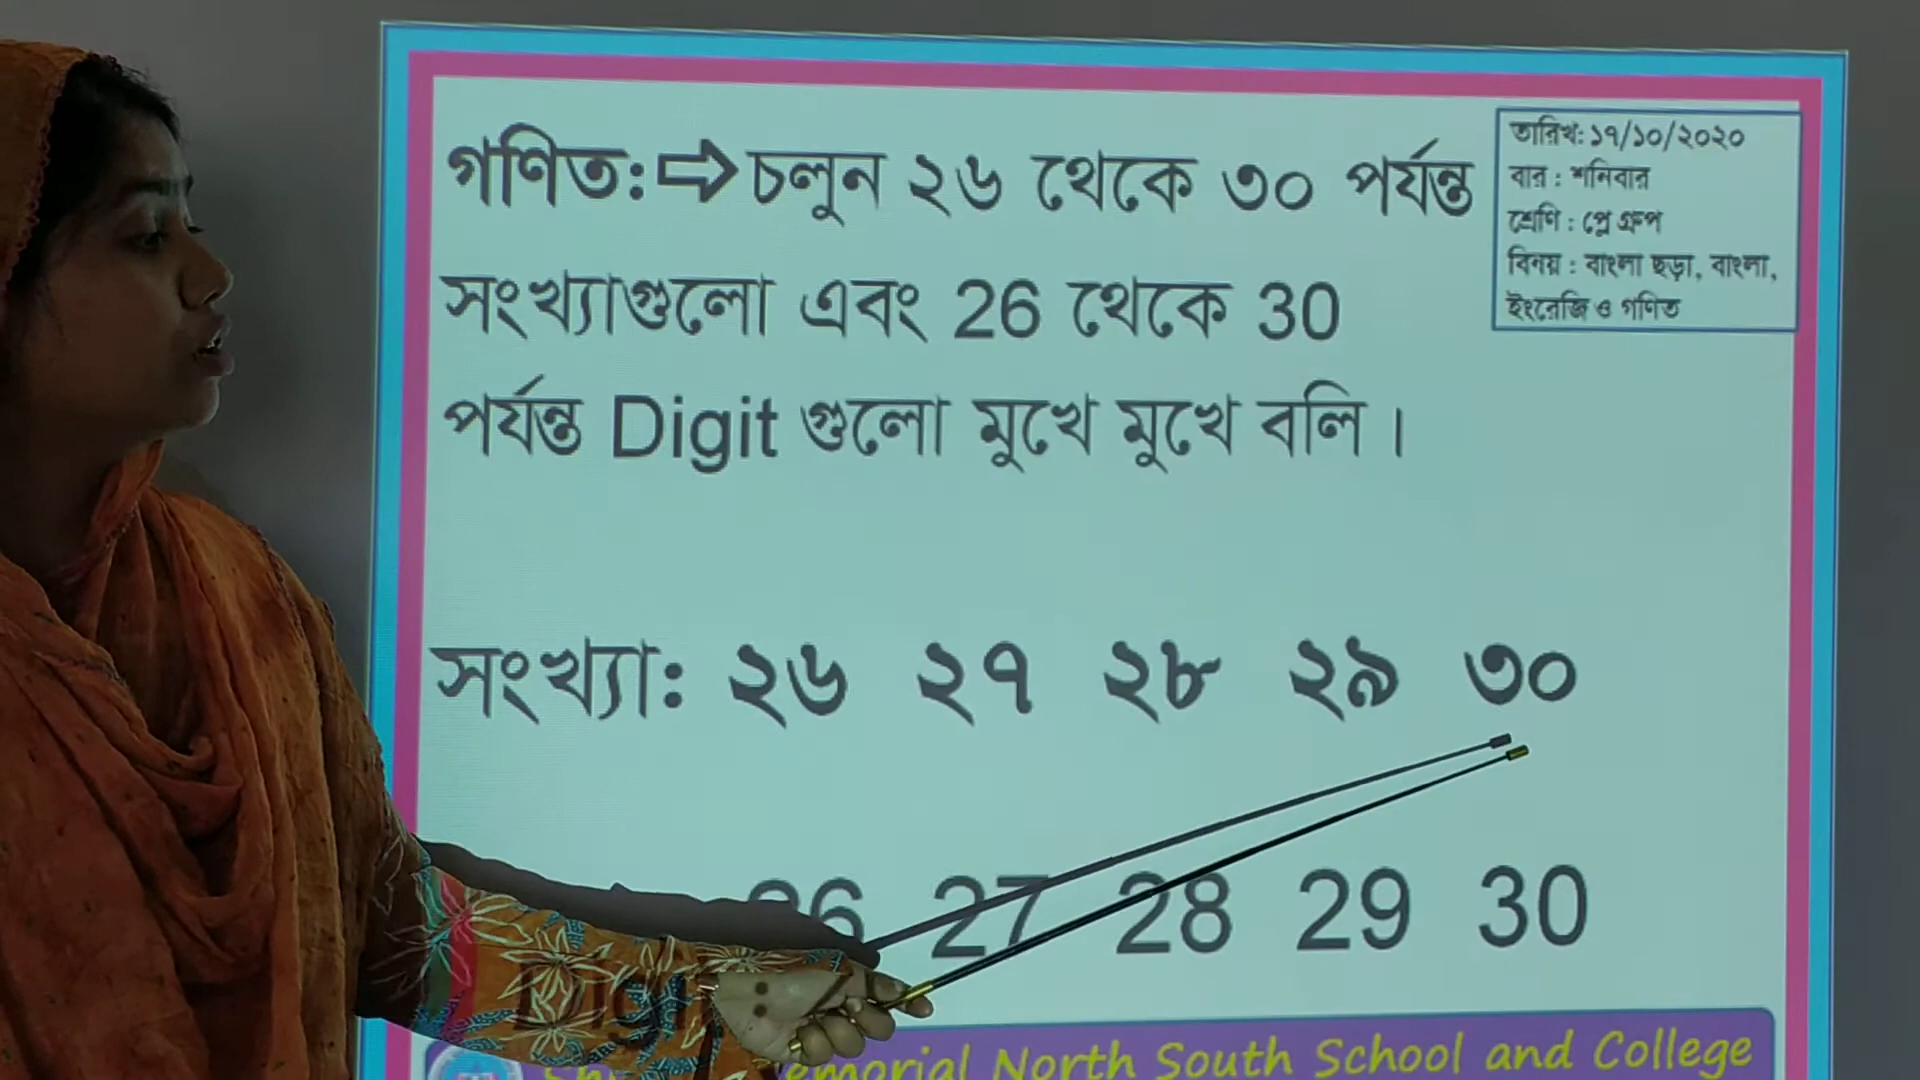 গণিত:⇨চলুন ২৬ থেকে ৩০ পর্যন্ত
সংখ্যাগুলো এবং 26 থেকে 30
পর্যন্ত Digit গুলো মুখে মুখে বলি।
তারিখ: ১৭/১০/২০২০
বার : শনিবার
শ্রেণি : প্লে গ্রুপ
বিষয় : বাংলা ছড়া, বাংলা,
ইংরেজি ও গণিত
সংখ্যা: ২৬ ২৭ ২৮ ২৯ ৩০
26 27 28 29 30
North South School and College